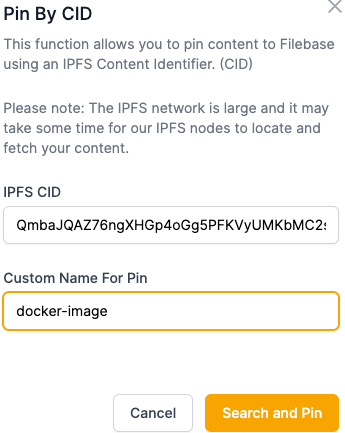 Pin By CID
This function allows you to pin content to Filebase
using an IPFS Content Identifier. (CID)
Please note: The IPFS network is large and it may
take some time for our IPFS nodes to locate and
fetch your content.
IPFS CID
QmbaJQAZ76ngXHGp4oGg5PFKVyUMKbMC2s
Custom Name For Pin
docker-image
Cancel Search and Pin